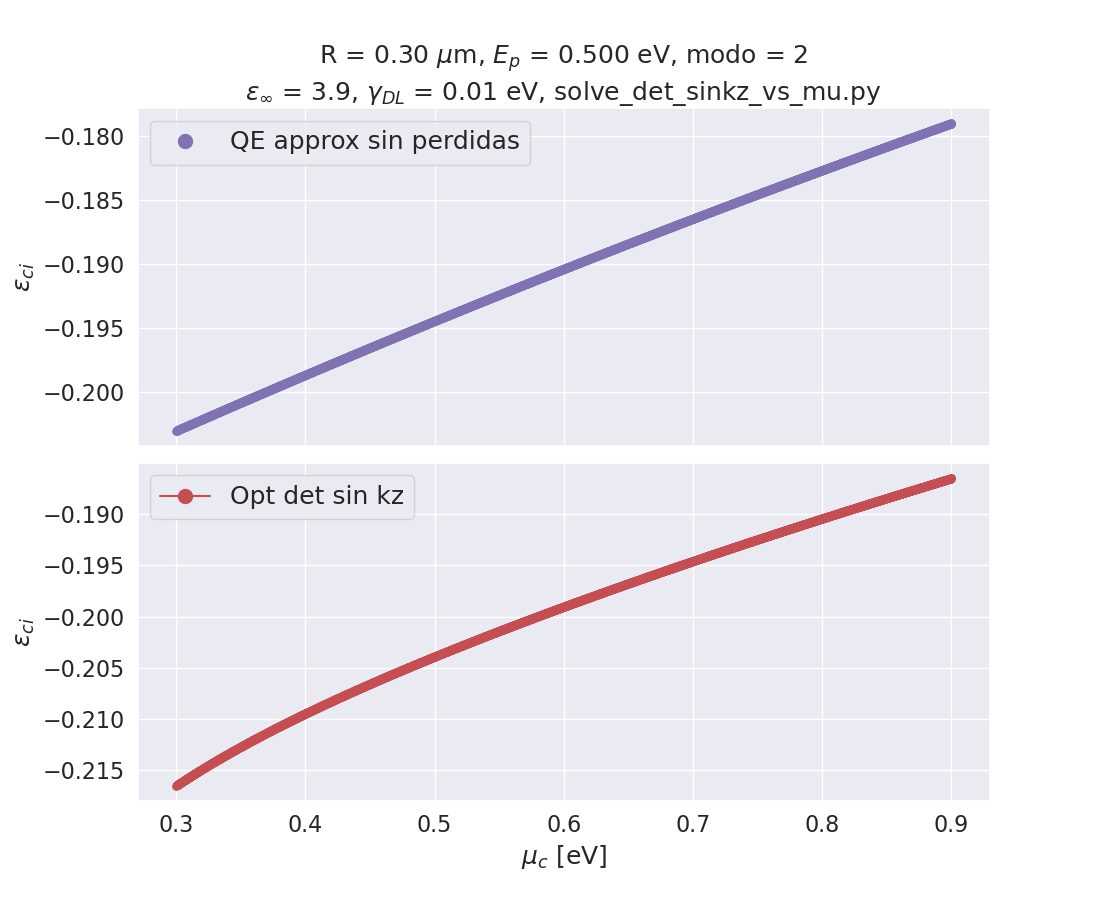 R = 0.30 μm, E_p = 0.500 eV, modo = 2
ε_∞ = 3.9, γ_DL = 0.01 eV, solve_det_sinkz_vs_mu.py
QE approx sin perdidas
−0.180
−0.185
−0.190
−0.195
−0.200
ε_ci
Opt det sin kz
−0.190
−0.195
−0.200
−0.205
−0.210
−0.215
ε_ci
0.3 0.4 0.5 0.6 0.7 0.8 0.9
μ_c [eV]